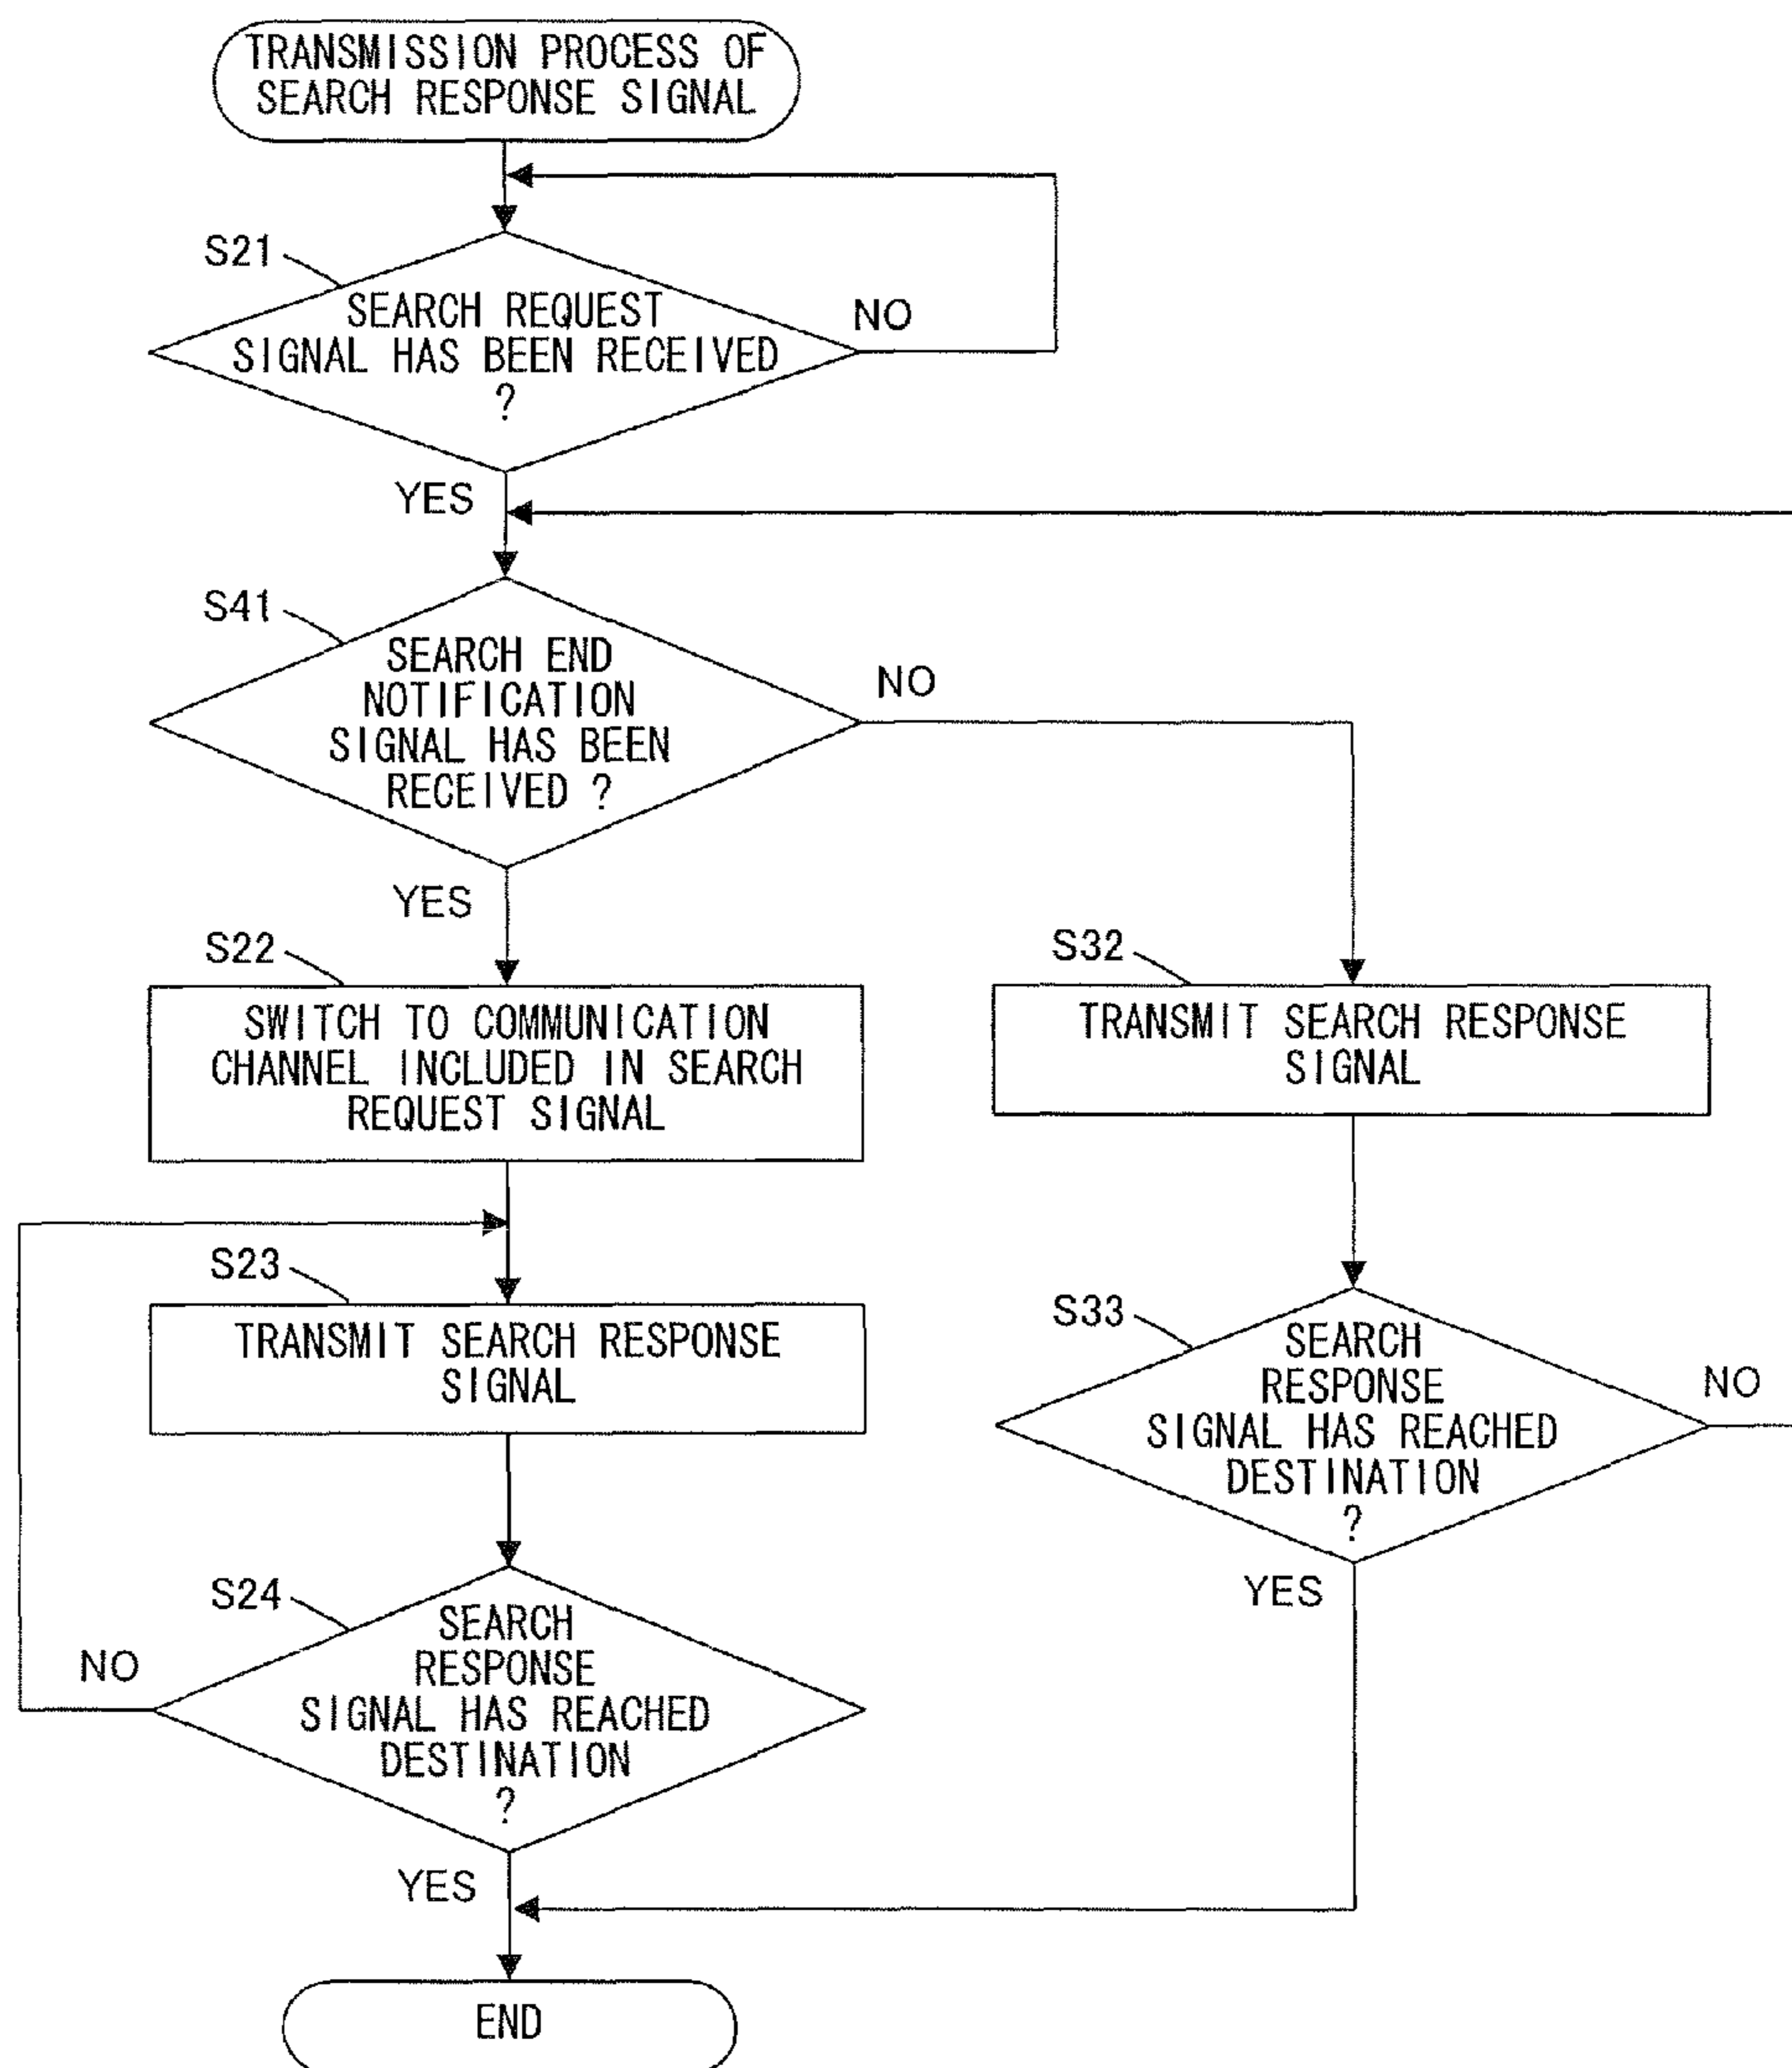 TRANSMISSION PROCESS OF
SEARCH RESPONSE SIGNAL
S21
SEARCH REQUEST
SIGNAL HAS BEEN RECEIVED
?
NO
YES
S41
SEARCH END
NOTIFICATION
SIGNAL HAS BEEN
RECEIVED ?
NO
YES
S22
SWITCH TO COMMUNICATION
CHANNEL INCLUDED IN SEARCH
REQUEST SIGNAL
S32
TRANSMIT SEARCH RESPONSE
SIGNAL
S23
TRANSMIT SEARCH RESPONSE
SIGNAL
S33
SEARCH
RESPONSE
SIGNAL HAS REACHED
DESTINATION
?
NO
YES
S24
SEARCH
RESPONSE
SIGNAL HAS REACHED
DESTINATION
?
NO
YES
END